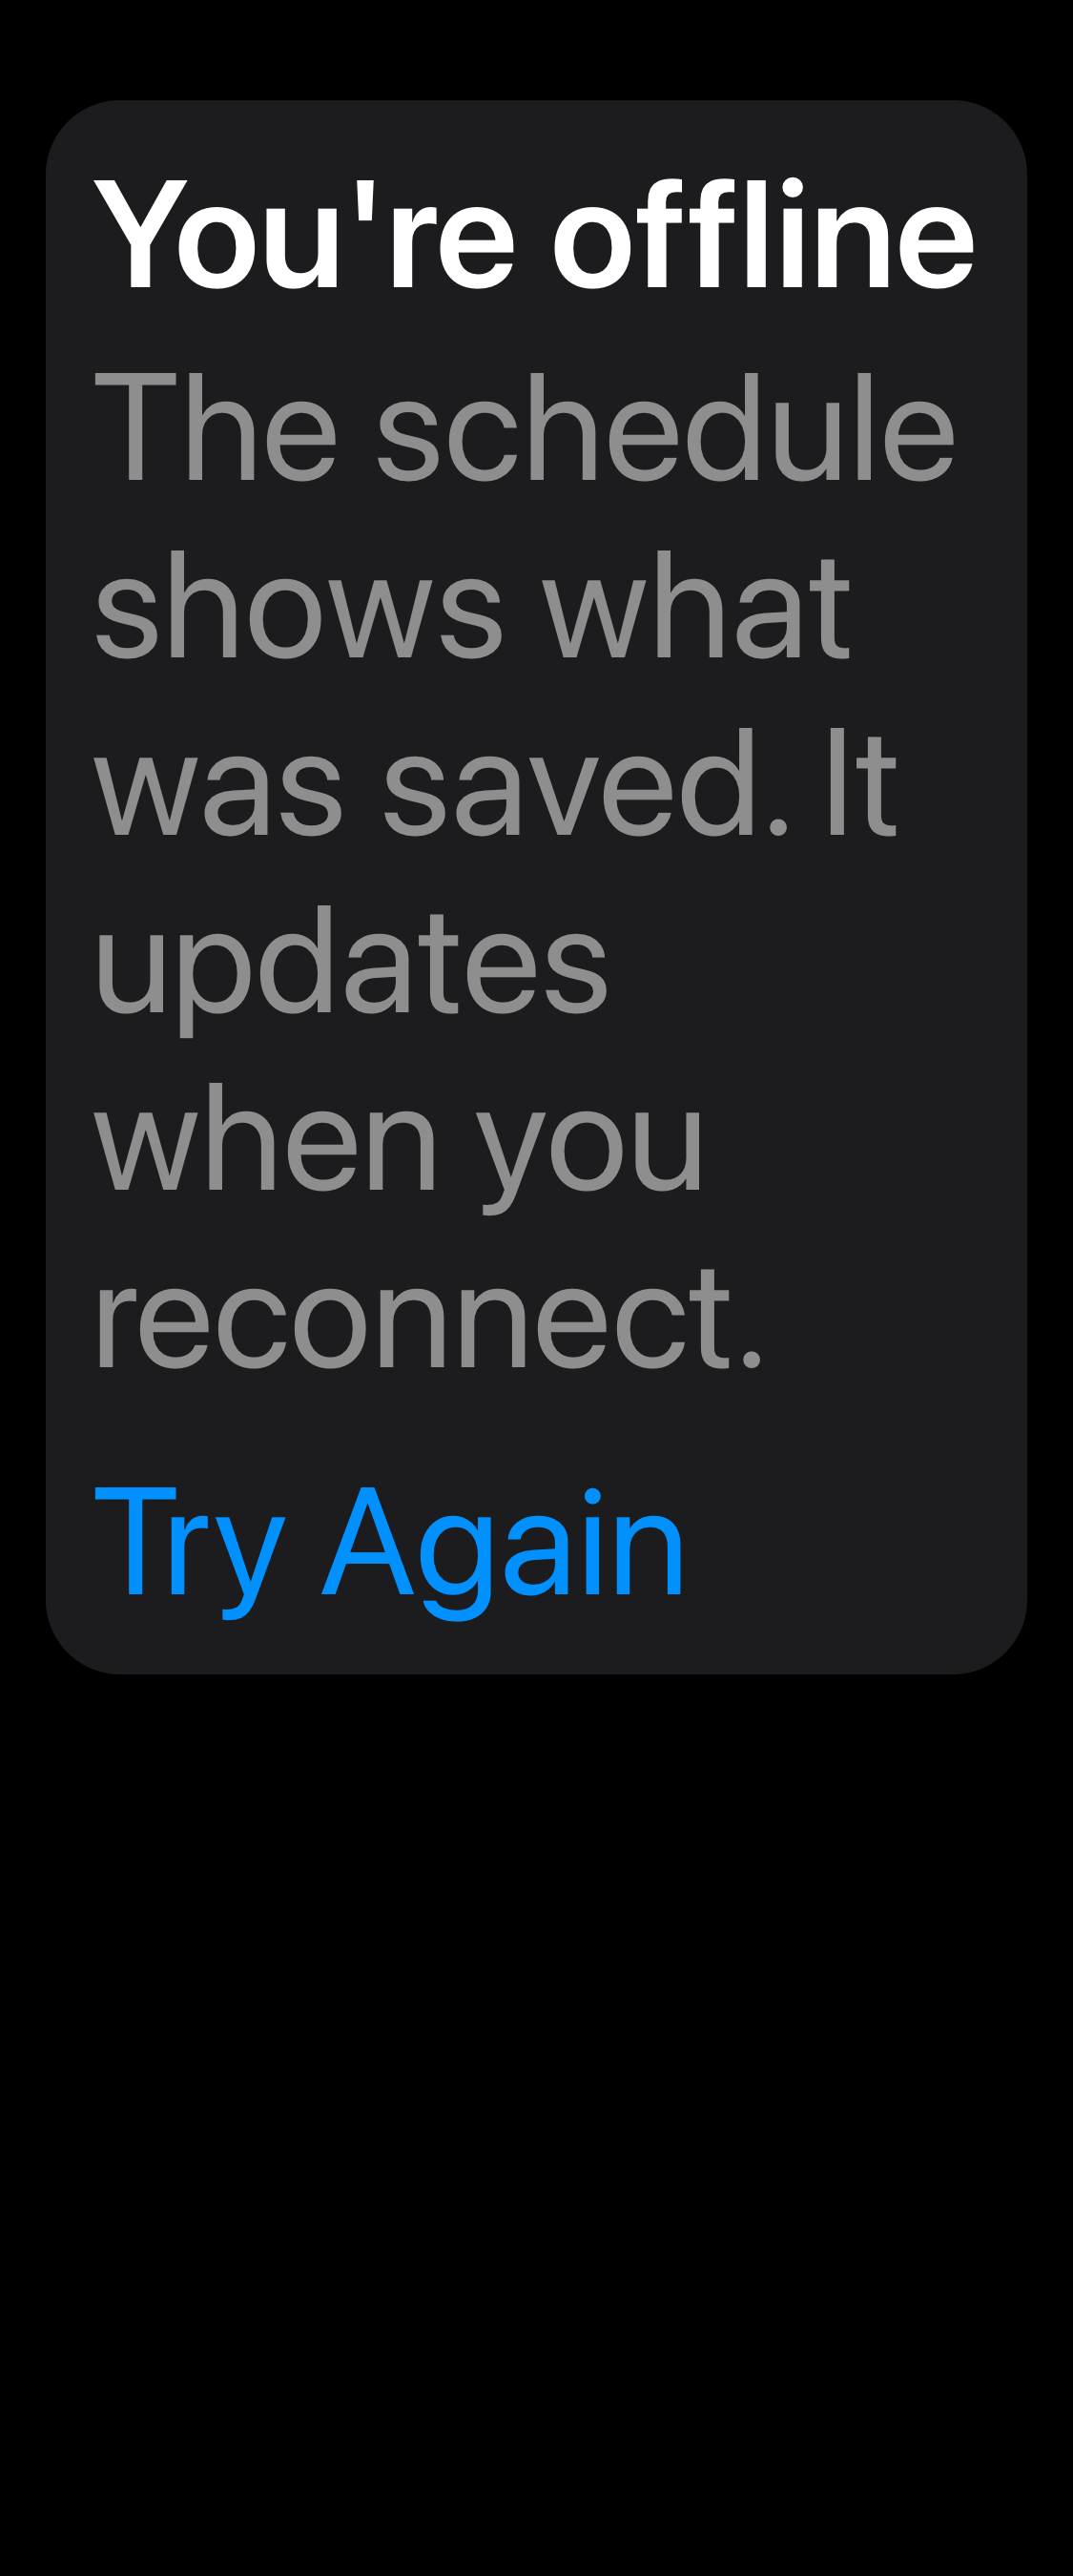 You're offline
The schedule
shows what
was saved. It
updates
when you
reconnect.
Try Again